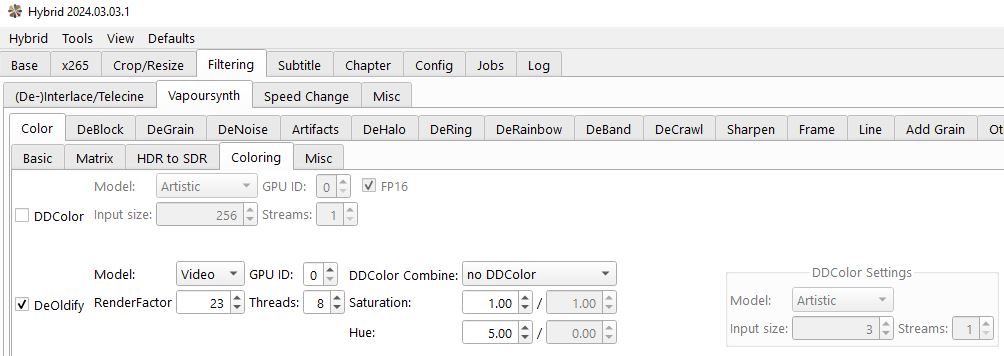 Hybrid 2024.03.03.1
Hybrid Tools View Defaults
Base x265 Crop/Resize Filtering Subtitle Chapter Config Jobs Log
(De-)Interlace/Telecine Vapoursynth Speed Change Misc
Color DeBlock DeGrain DeNoise Artifacts DeHalo DeRing DeRainbow DeBand DeCrawl Sharpen Frame Line Add Grain Ot
Basic Matrix HDR to SDR Coloring Misc
Model: Artistic GPU ID: 0 FP16
DDColor Input size: 256 Streams: 1
Model: Video GPU ID: 0 DDColor Combine: no DDColor
DeOldify RenderFactor 23 Threads: 8 Saturation: 1.00 / 1.00
Hue: 5.00 / 0.00
DDColor Settings
Model: Artistic
Input size: 3 Streams: 1